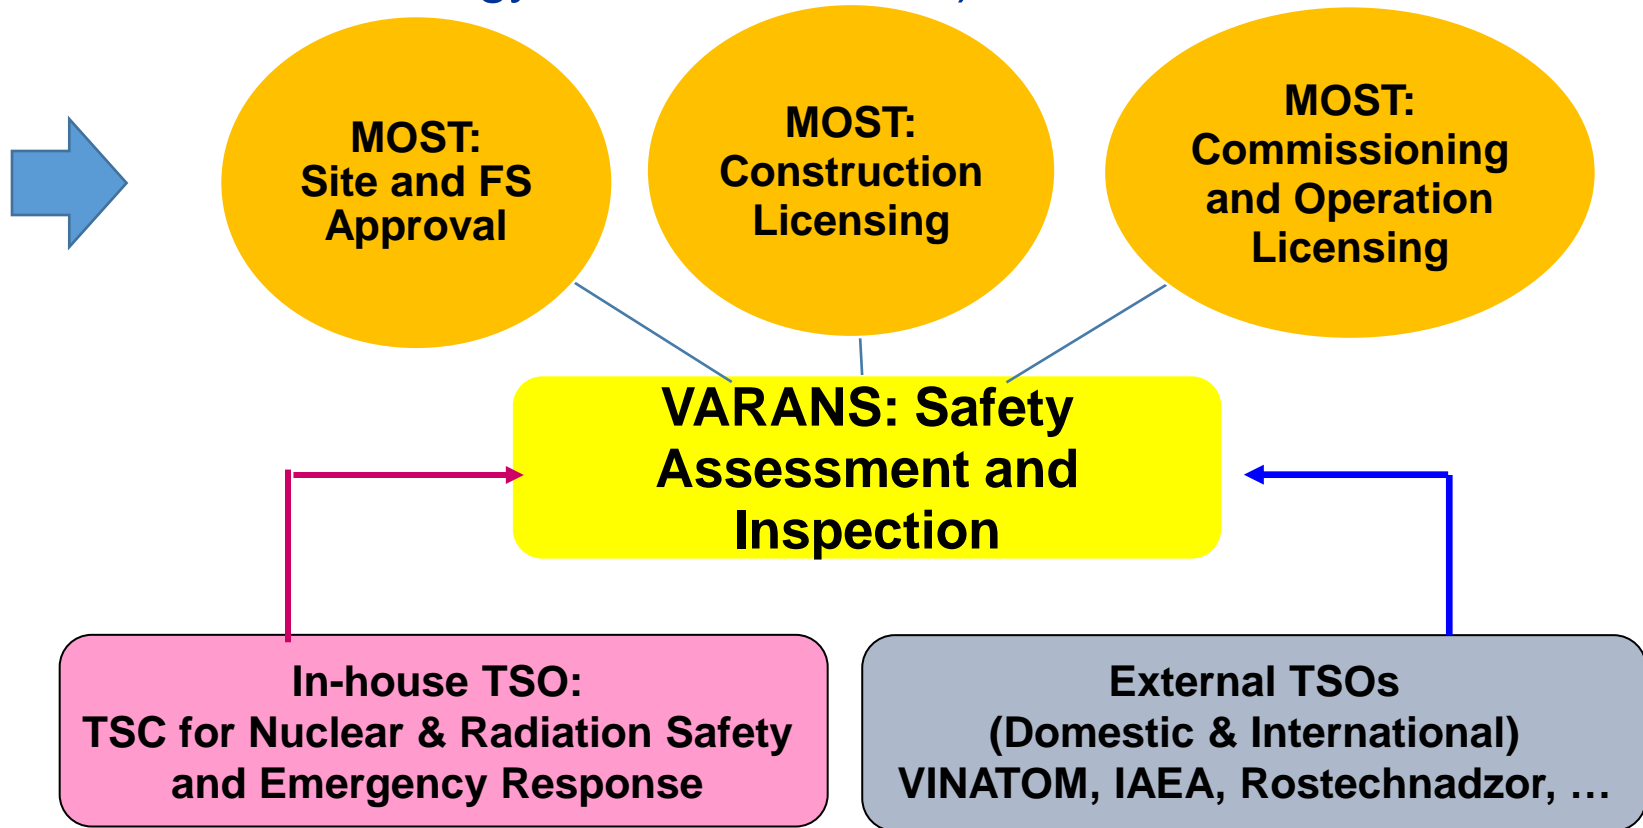 MOST:
Site and FS
Approval
MOST:
Construction
Licensing
MOST:
Commissioning
and Operation
Licensing
VARANS: Safety
Assessment and
Inspection
In-house TSO:
TSC for Nuclear & Radiation Safety
and Emergency Response
External TSOs
(Domestic & International)
VINATOM, IAEA, Rostechnadzor, …